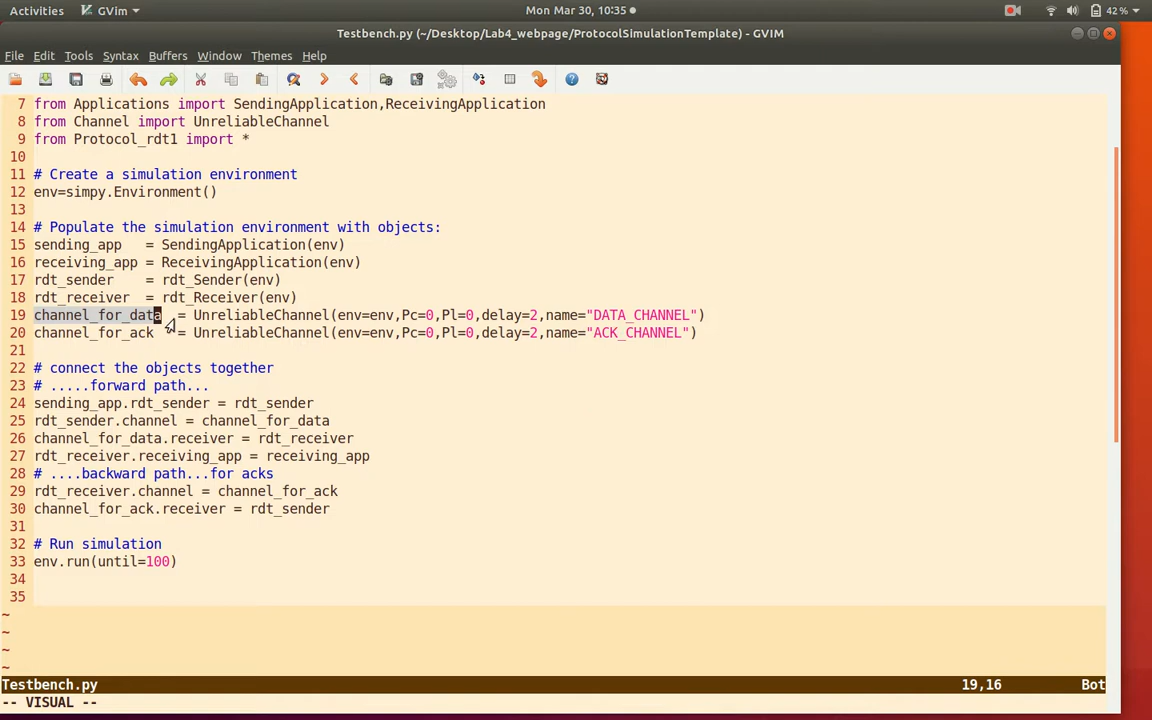 Activities GVim Mon Mar 30, 10:35 42 %
Testbench.py (~/Desktop/Lab4_webpage/ProtocolSimulationTemplate) - GVIM
File Edit Tools Syntax Buffers Window Themes Help
7 from Applications import SendingApplication,ReceivingApplication
8 from Channel import UnreliableChannel
9 from Protocol_rdt1 import *
10
11 # Create a simulation environment
12 env=simpy.Environment()
13
14 # Populate the simulation environment with objects:
15 sending_app = SendingApplication(env)
16 receiving_app = ReceivingApplication(env)
17 rdt_sender = rdt_Sender(env)
18 rdt_receiver = rdt_Receiver(env)
19 channel_for_data = UnreliableChannel(env=env,Pc=0,Pl=0,delay=2,name="DATA_CHANNEL")
20 channel_for_ack = UnreliableChannel(env=env,Pc=0,Pl=0,delay=2,name="ACK_CHANNEL")
21
22 # connect the objects together
23 # .....forward path...
24 sending_app.rdt_sender = rdt_sender
25 rdt_sender.channel = channel_for_data
26 channel_for_data.receiver = rdt_receiver
27 rdt_receiver.receiving_app = receiving_app
28 # ....backward path...for acks
29 rdt_receiver.channel = channel_for_ack
30 channel_for_ack.receiver = rdt_sender
31
32 # Run simulation
33 env.run(until=100)
34
35
~
~
~
~
Testbench.py 19,16 Bot
-- VISUAL --